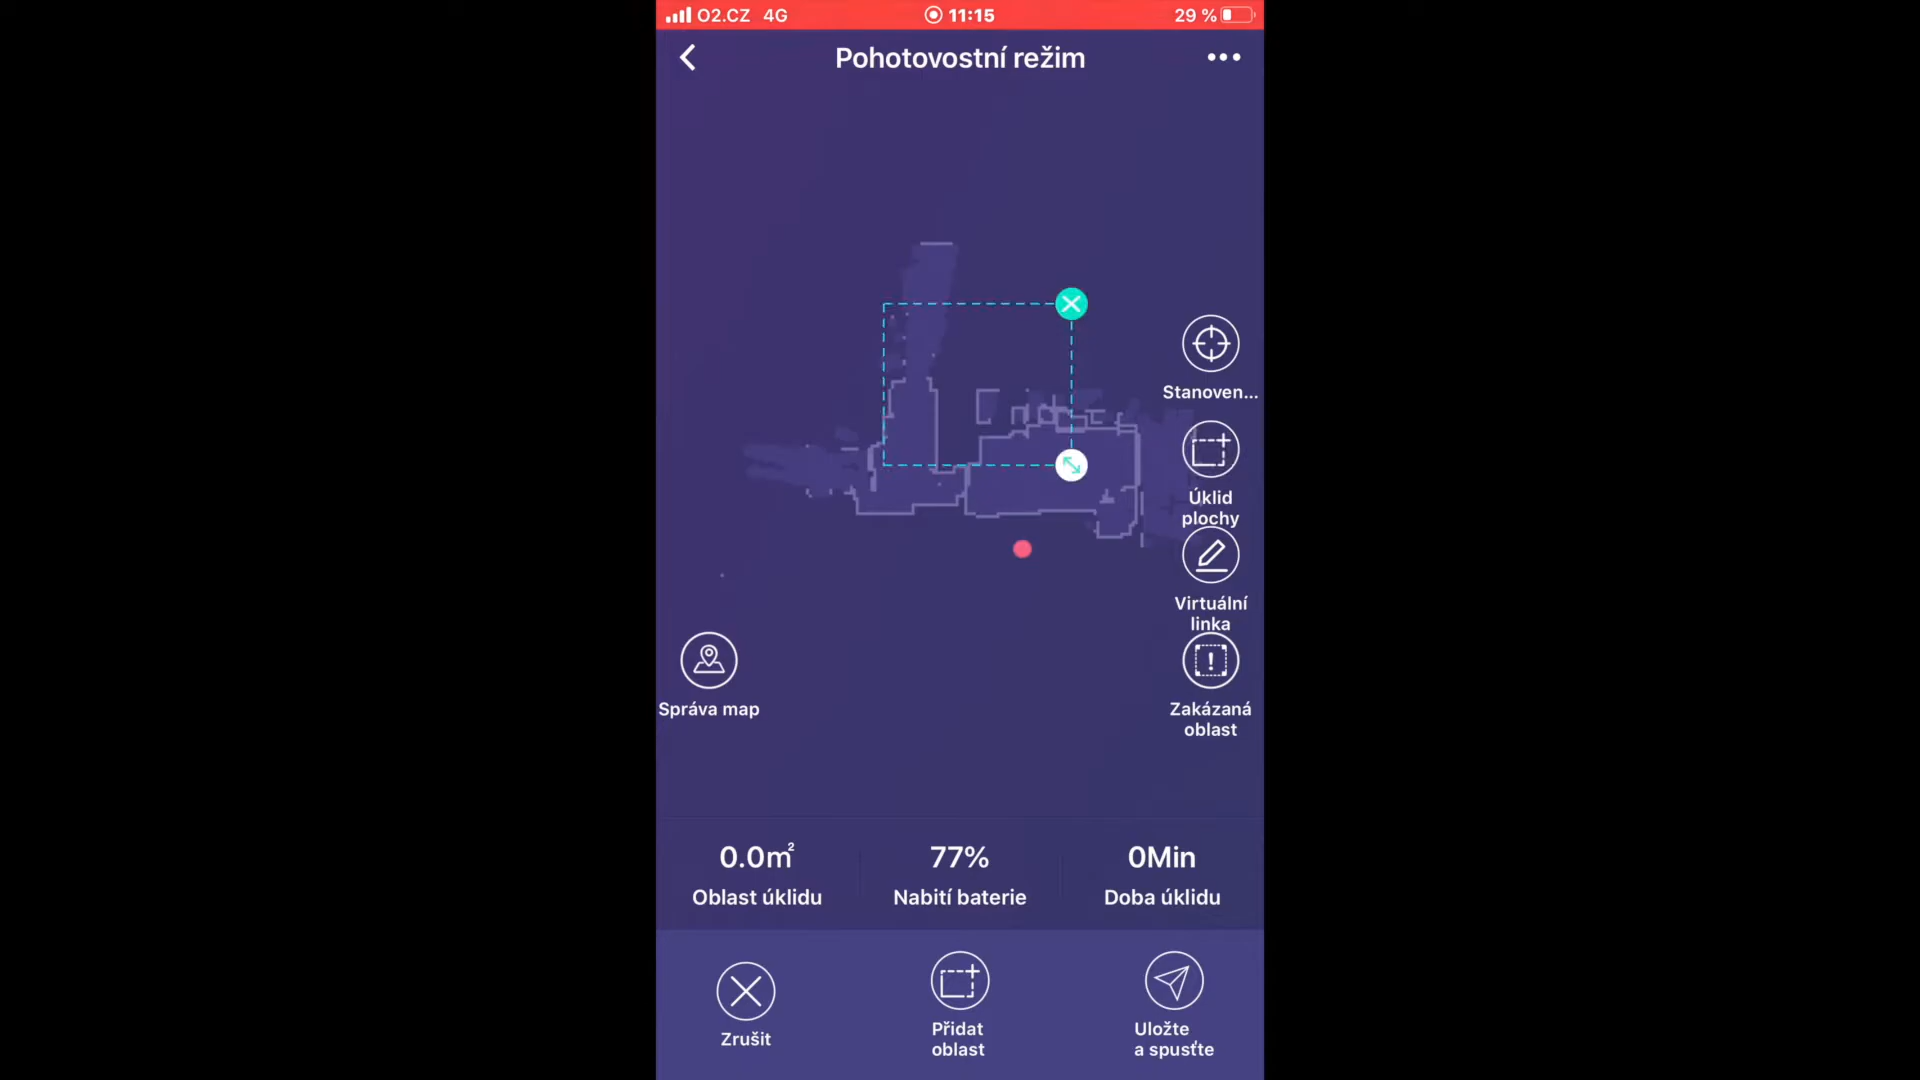 O2.CZ 4G 11:15 29 %
Pohotovostní režim
Stanoven...
Úklid
plochy
Virtuální
linka
Správa map
Zakázaná
oblast
0.0m² 77% 0Min
Oblast úklidu Nabití baterie Doba úklidu
Zrušit
Přidat
oblast
Uložte
a spusťte